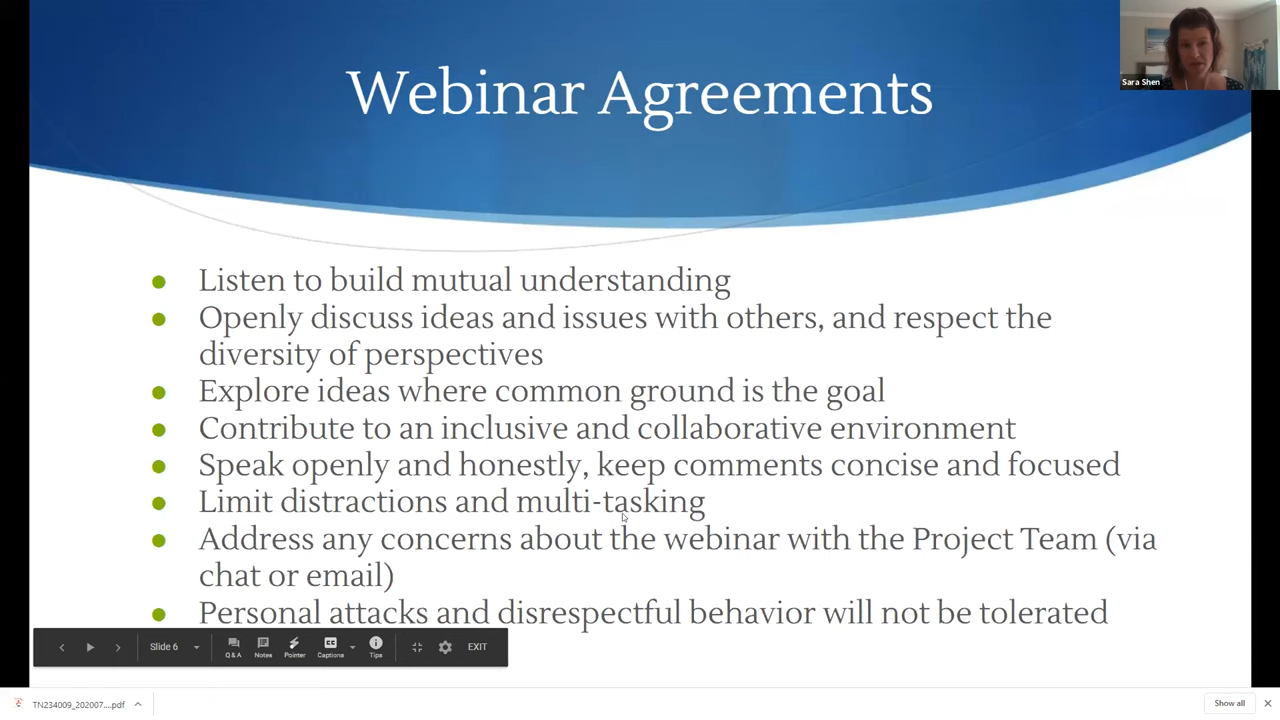 Webinar Agreements
Sara Shen
Listen to build mutual understanding
Openly discuss ideas and issues with others, and respect the
diversity of perspectives
Explore ideas where common ground is the goal
Contribute to an inclusive and collaborative environment
Speak openly and honestly, keep comments concise and focused
Limit distractions and multi-tasking
Address any concerns about the webinar with the Project Team (via
chat or email)
Personal attacks and disrespectful behavior will not be tolerated
Slide 6
Q & A Notes Pointer Captions Tips
EXIT
TN234009_202007....pdf
Show all